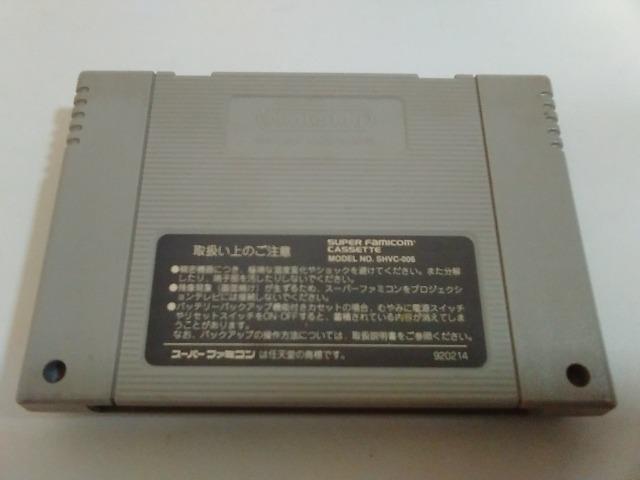 Nintendo
取扱い上のご注意
SUPER FAMICOM
CASSETTE
MODEL NO. SHVC-006
●精密機器につき、極端な温度変化やショックを避けてください。また分解
したり、端子部を汚したりしないでください。
●残像現象（画面焼け）が生ずるため、スーパーファミコンをプロジェクシ
ョンテレビには接続しないでください。
●バッテリーバックアップ機能付きカセットの場合、むやみに電源スイッチ
やリセットスイッチをON OFFすると、蓄積されている内容が消えてしま
うことがあります。
なお、バックアップの操作方法については、取扱説明書をご参照ください。
スーパーファミコン は任天堂の商標です。
920214